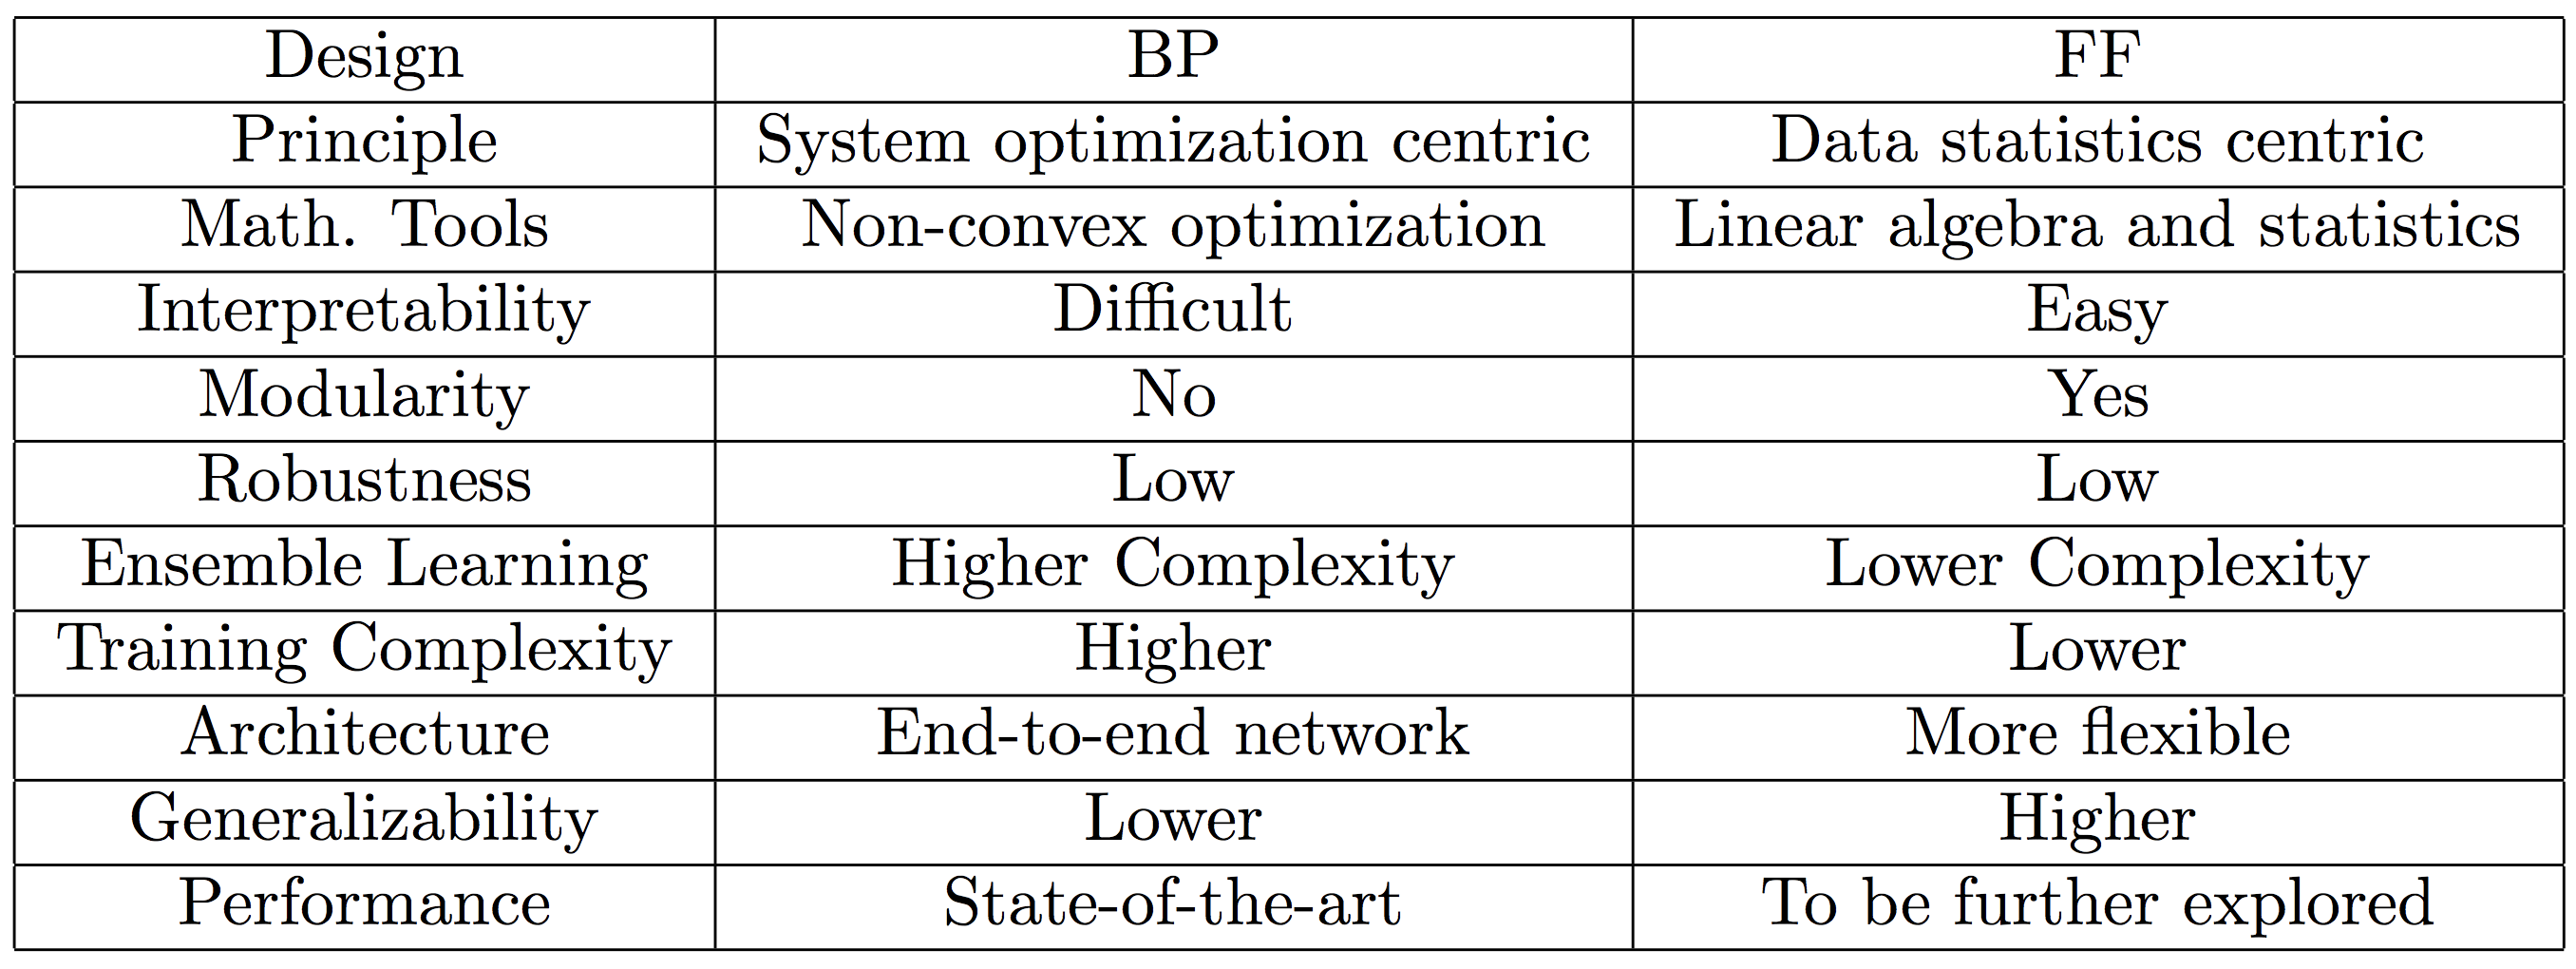 Design BP FF
Principle System optimization centric Data statistics centric
Math. Tools Non-convex optimization Linear algebra and statistics
Interpretability Difficult Easy
Modularity No Yes
Robustness Low Low
Ensemble Learning Higher Complexity Lower Complexity
Training Complexity Higher Lower
Architecture End-to-end network More flexible
Generalizability Lower Higher
Performance State-of-the-art To be further explored